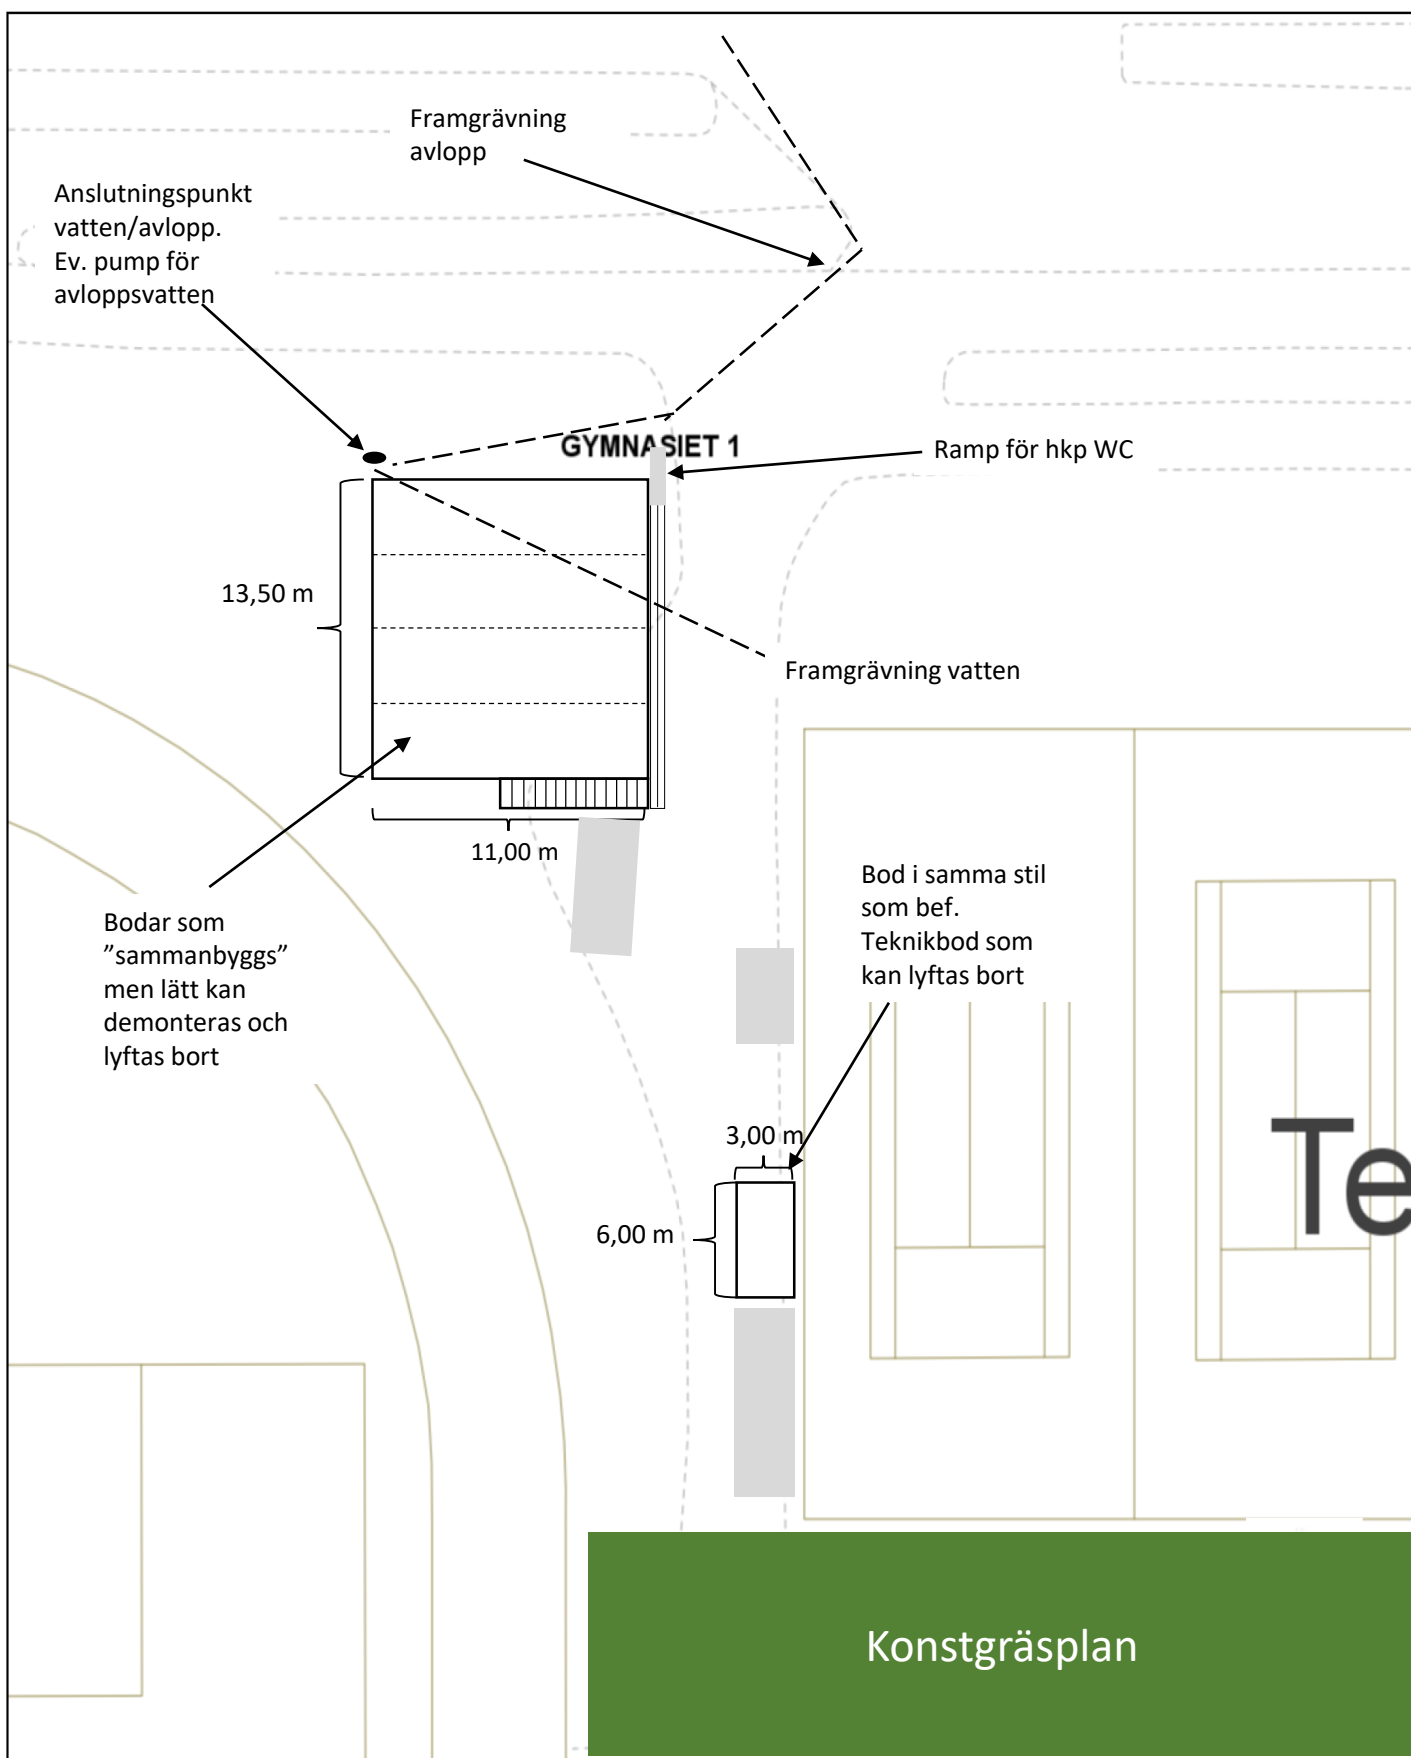 Framgrävning
avlopp
Anslutningspunkt
vatten/avlopp.
Ev. pump för
avloppsvatten
GYMNASIET 1
Ramp för hkp WC
13,50 m
Framgrävning vatten
11,00 m
Bod i samma stil
som bef.
Teknikbod som
kan lyftas bort
Bodar som
”sammanbyggs”
men lätt kan
demonteras och
lyftas bort
3,00 m
Te
6,00 m
Konstgräsplan